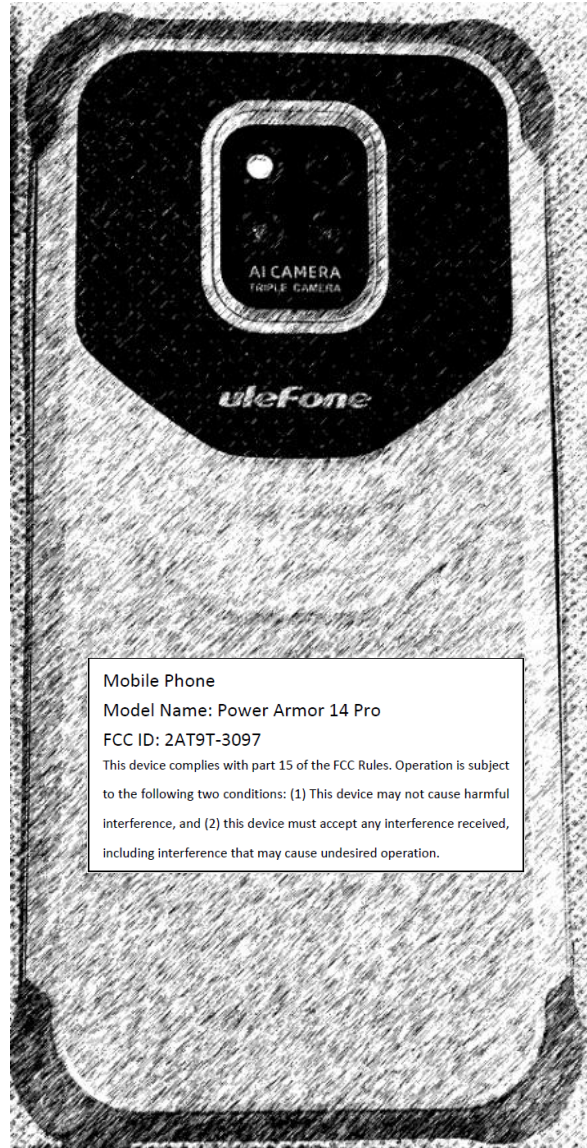 AI CAMERA
TRIPLE CAMERA
uleFone
Mobile Phone
Model Name: Power Armor 14 Pro
FCC ID: 2AT9T-3097
This device complies with part 15 of the FCC Rules. Operation is subject
to the following two conditions: (1) This device may not cause harmful
interference, and (2) this device must accept any interference received,
including interference that may cause undesired operation.